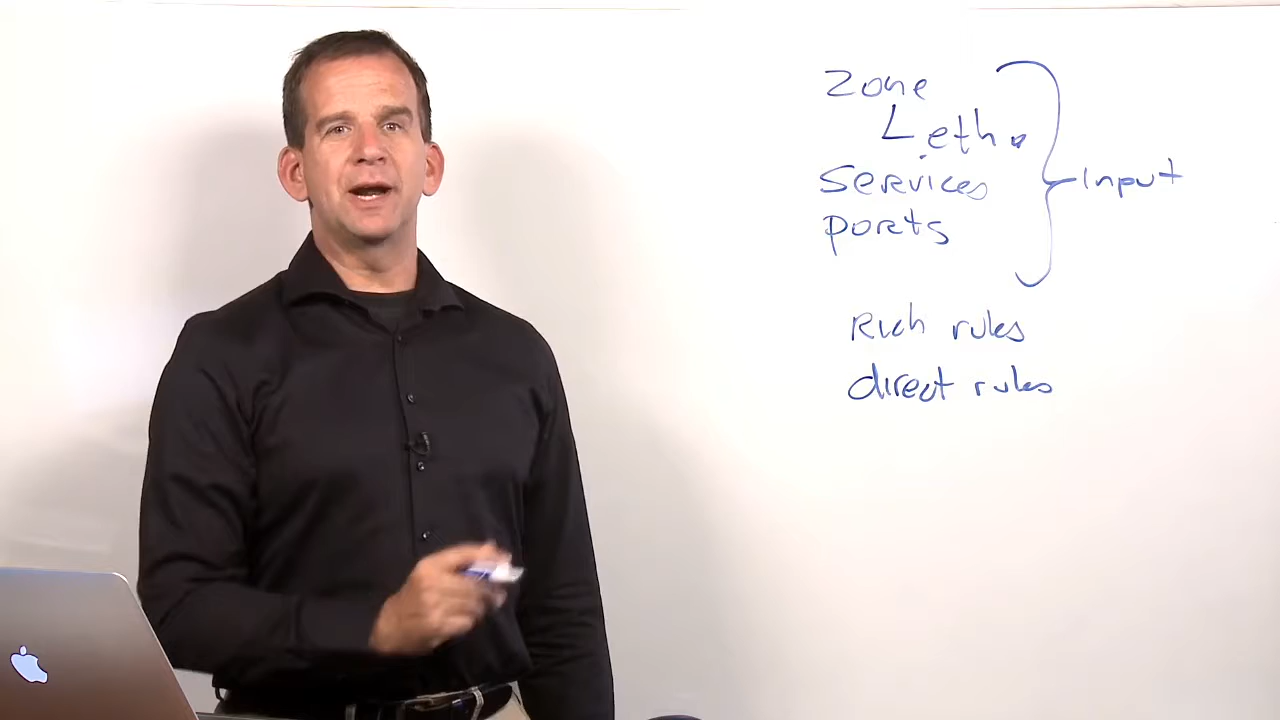 Zone
eth.
Services
ports
Input
Rich rules
direct rules